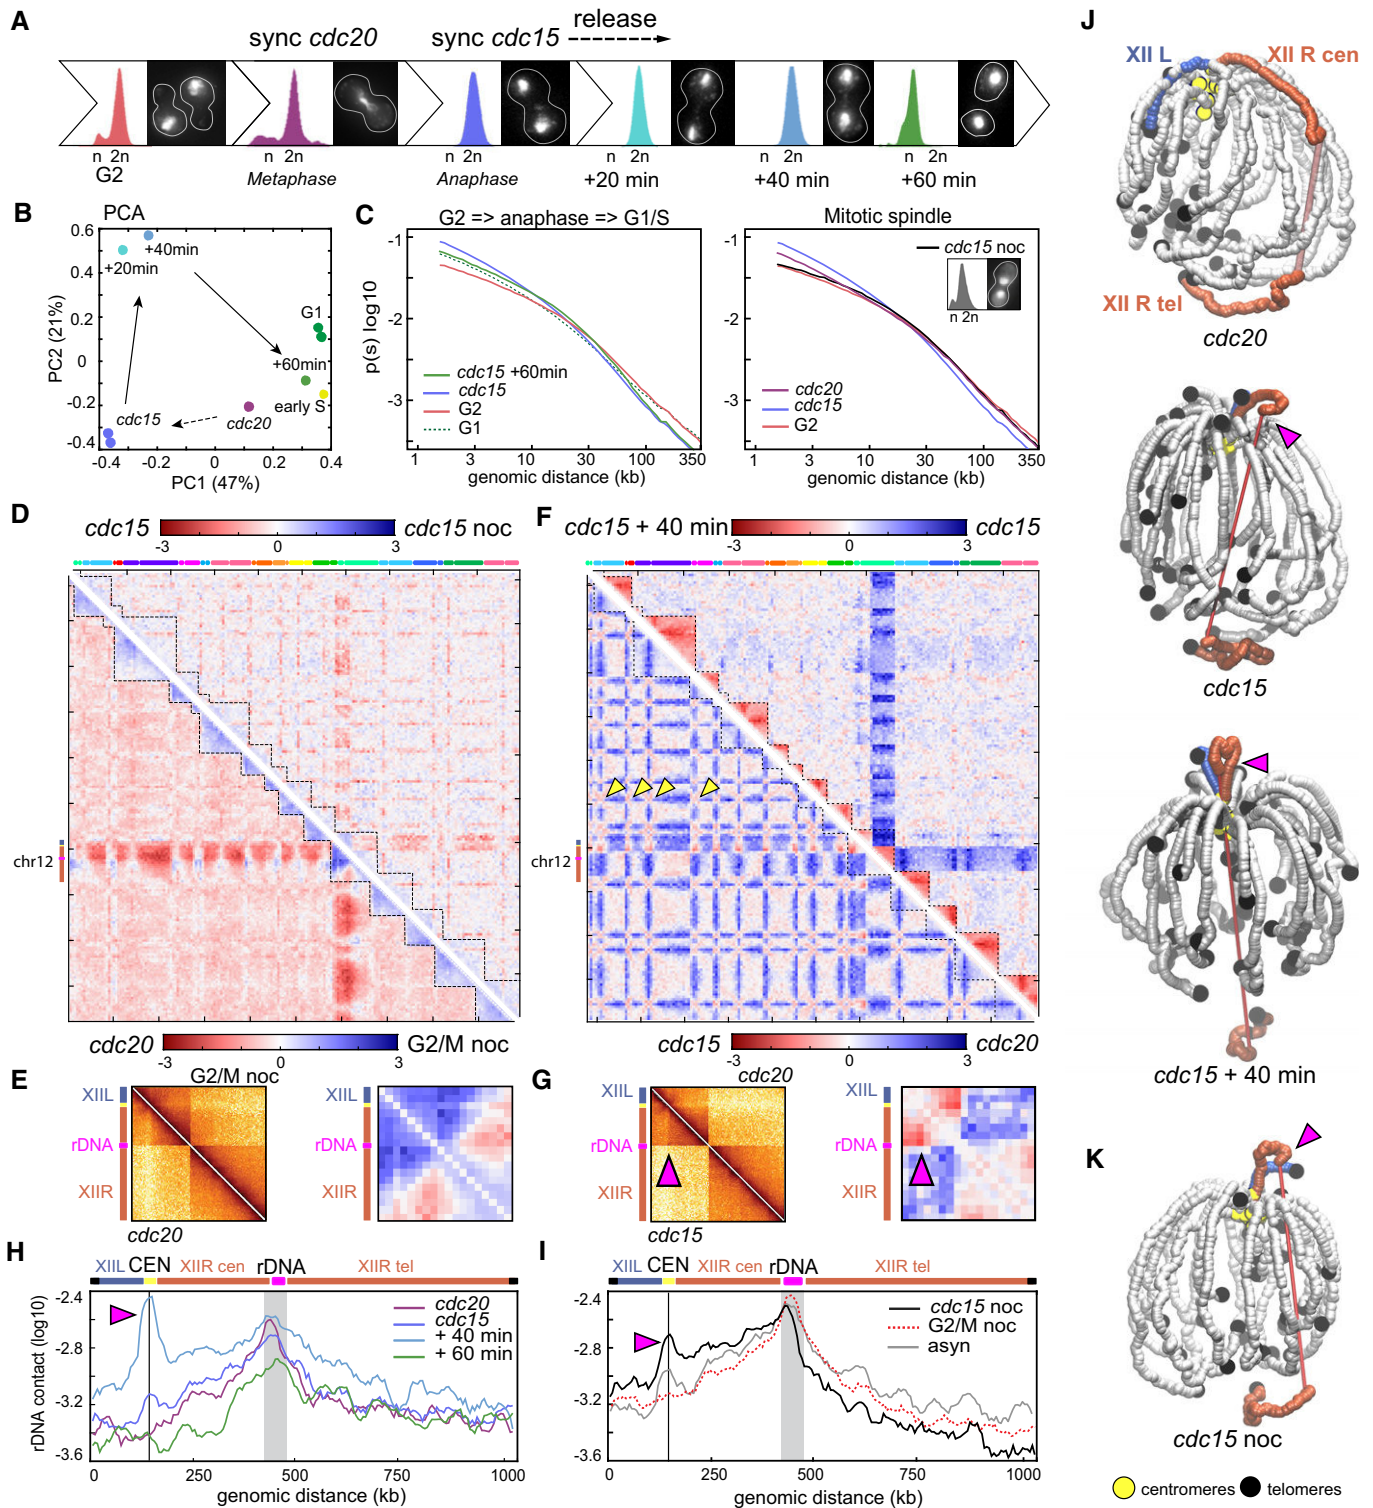 A
sync cdc20
sync cdc15
release
n 2n
G2
n 2n
Metaphase
n 2n
Anaphase
n 2n
+20 min
n 2n
+40 min
n 2n
+60 min
B
PCA
0.6
0.4
0.2
0
-0.2
-0.4
PC2 (21%)
+40min
+20min
G1
+60min
early S
cdc15
cdc20
-0.4
-0.2
0
0.2
0.4
PC1 (47%)
C
G2 => anaphase => G1/S
-1
-2
-3
p(s) log10
cdc15 +60min
cdc15
G2
G1
1
3
10
30
100
350
genomic distance (kb)
Mitotic spindle
-1
-2
-3
cdc15 noc
n 2n
cdc20
cdc15
G2
1
3
10
30
100
350
genomic distance (kb)
D
cdc15
cdc15 noc
-3
0
3
chr12
cdc20
G2/M noc
-3
0
3
F
cdc15 + 40 min
cdc15
-3
0
3
chr12
cdc15
cdc20
-3
0
3
E
G2/M noc
XIIL
rDNA
XIIR
cdc20
XIIL
rDNA
XIIR
G
cdc20
XIIL
rDNA
XIIR
cdc15
XIIL
rDNA
XIIR
H
XIIL
CEN
XIIR cen
rDNA
XIIR tel
-2.4
-2.8
-3.2
-3.6
rDNA contact (log10)
cdc20
cdc15
+ 40 min
+ 60 min
0
250
500
750
1000
genomic distance (kb)
I
XIIL
CEN
XIIR cen
rDNA
XIIR tel
-2.4
-2.8
-3.2
-3.6
cdc15 noc
G2/M noc
asyn
0
250
500
750
1000
genomic distance (kb)
J
XII L
XII R cen
XII R tel
cdc20
cdc15
cdc15 + 40 min
K
cdc15 noc
centromeres
telomeres